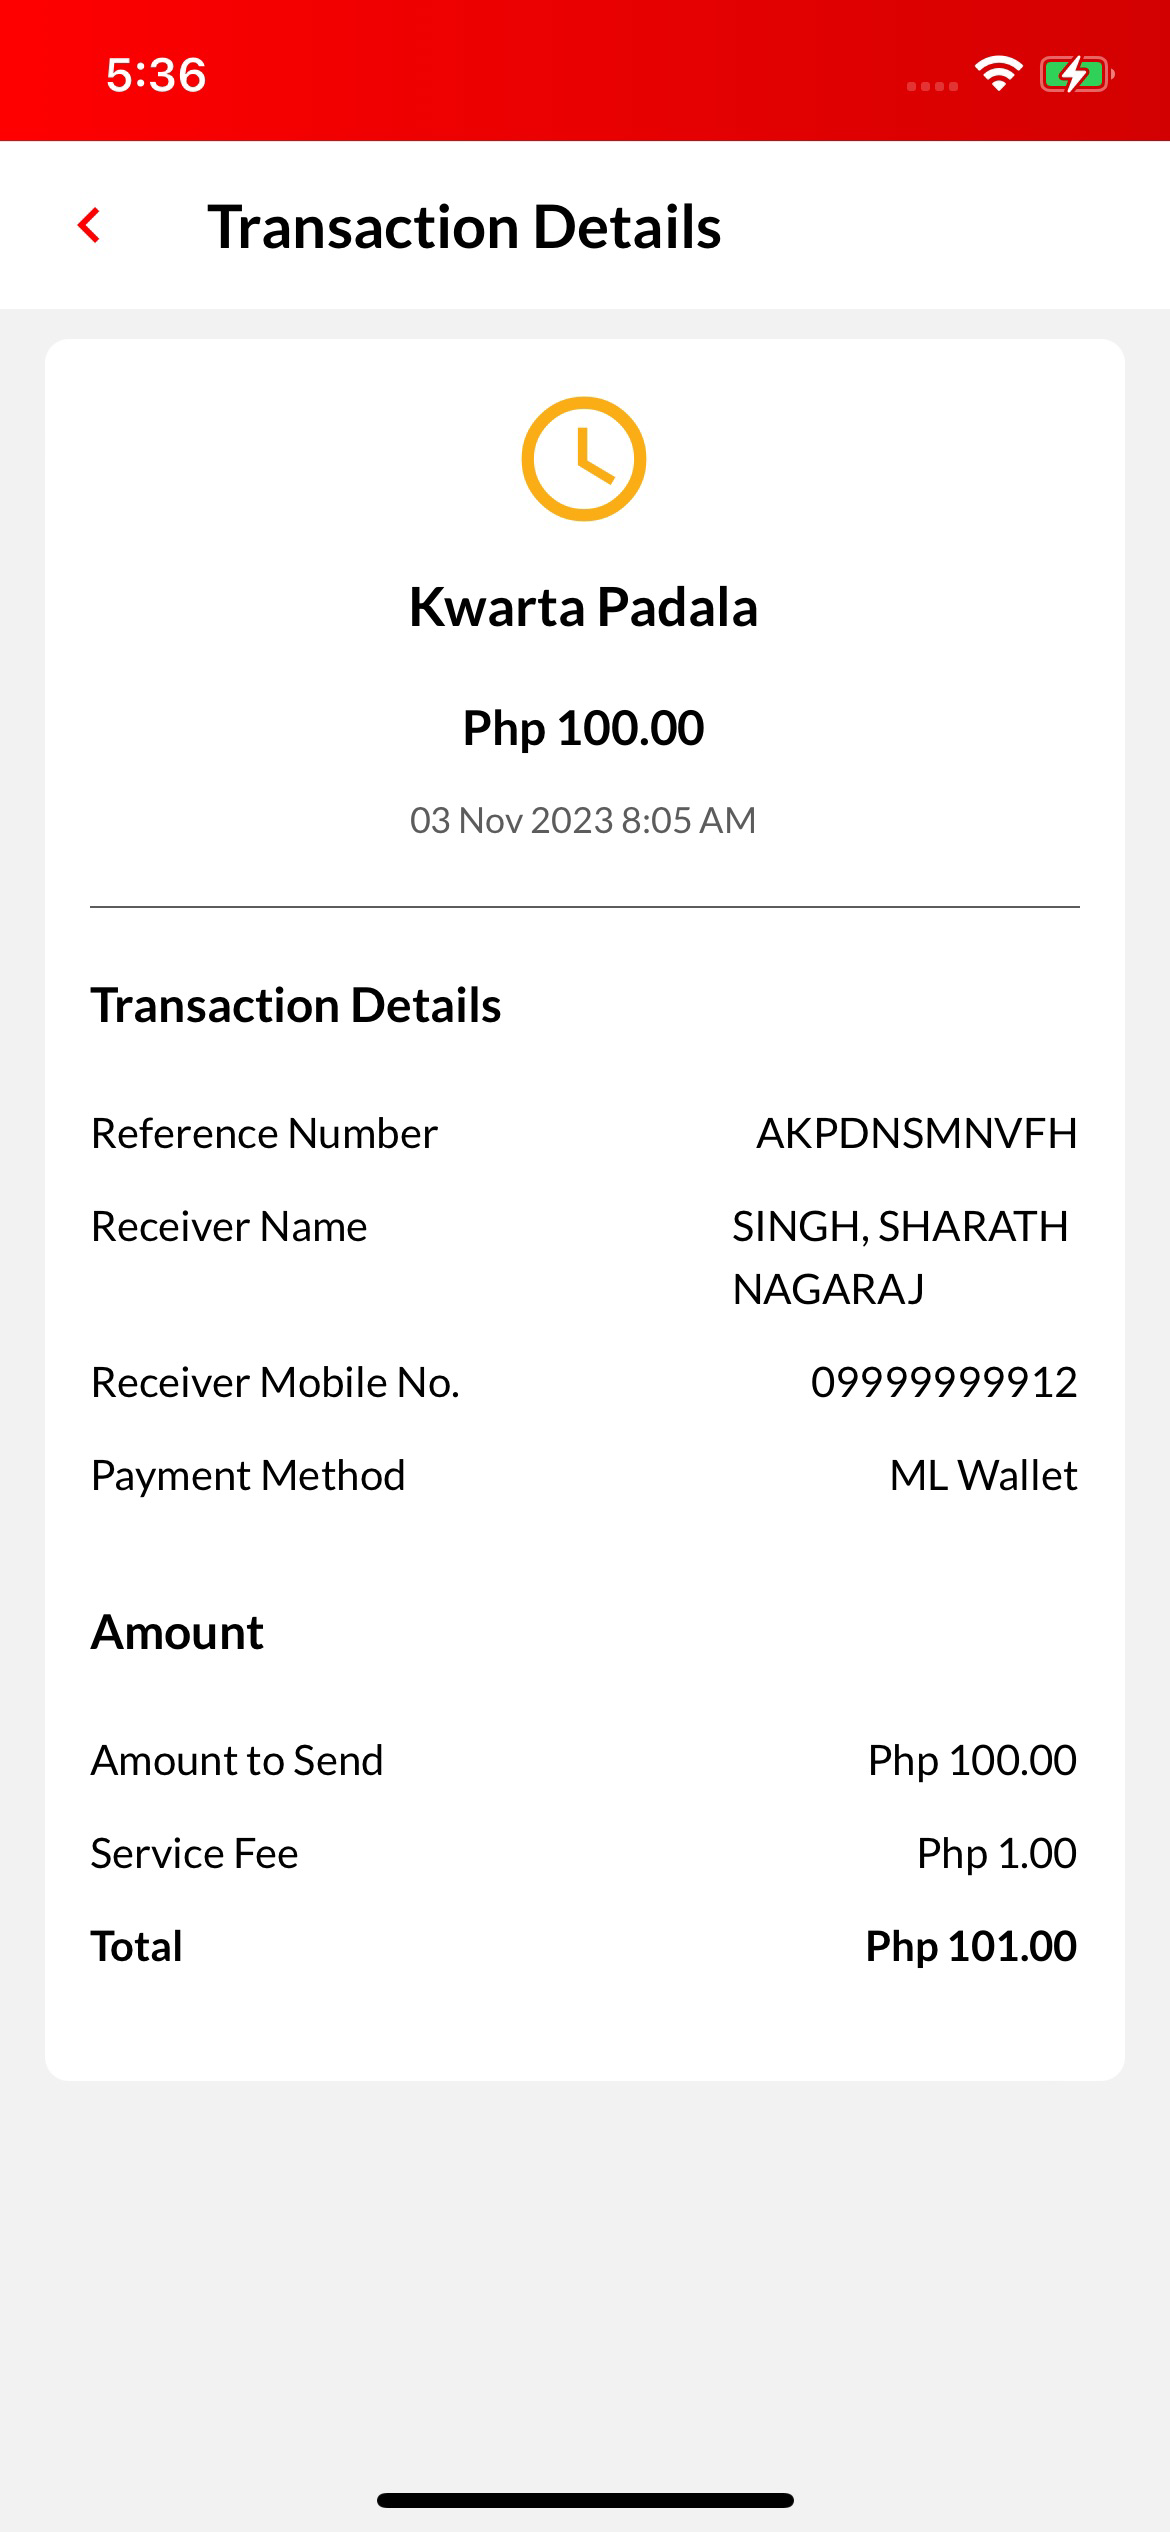 5:36
Transaction Details
Kwarta Padala
Php 100.00
03 Nov 2023 8:05 AM
Transaction Details
Reference Number AKPDNSMNVFH
Receiver Name SINGH, SHARATH
NAGARAJ
Receiver Mobile No. 09999999912
Payment Method ML Wallet
Amount
Amount to Send Php 100.00
Service Fee Php 1.00
Total Php 101.00